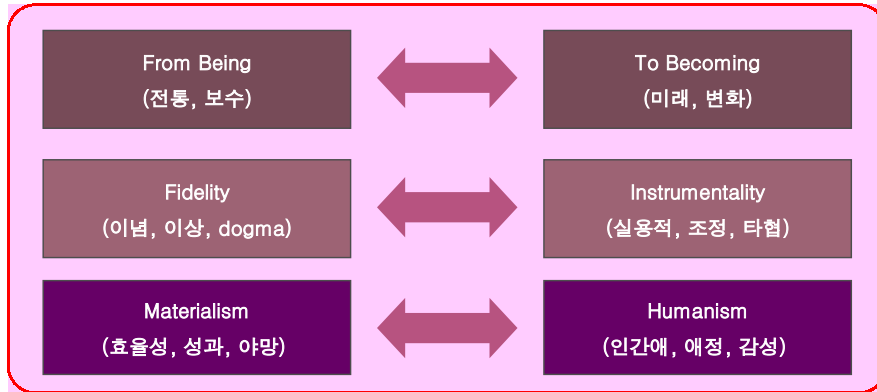 From Being
(전통, 보수)
To Becoming
(미래, 변화)
Fidelity
(이념, 이상, dogma)
Instrumentality
(실용적, 조정, 타협)
Materialism
(효율성, 성과, 야망)
Humanism
(인간애, 애정, 감성)